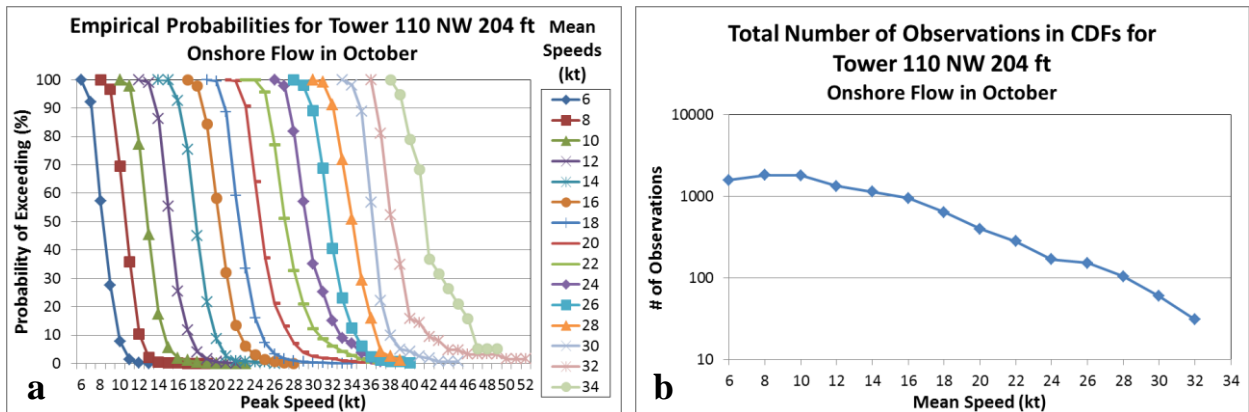 Empirical Probabilities for Tower 110 NW 204 ft
Onshore Flow in October
Mean
Speeds
(kt)
Probability of Exceeding (%)
100
90
80
70
60
50
40
30
20
10
0
6 8 10 12 14 16 18 20 22 24 26 28 30 32 34 36 38 40 42 44 46 48 50 52
Peak Speed (kt)
6
8
10
12
14
16
18
20
22
24
26
28
30
32
34
a
Total Number of Observations in CDFs for
Tower 110 NW 204 ft
Onshore Flow in October
# of Observations
10000
1000
100
10
6 8 10 12 14 16 18 20 22 24 26 28 30 32 34
Mean Speed (kt)
b